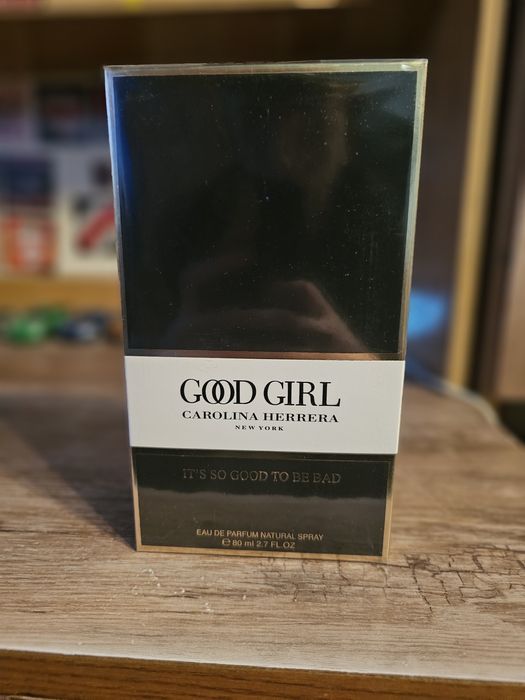 GOOD GIRL
CAROLINA HERRERA
NEW YORK
IT'S SO GOOD TO BE BAD
EAU DE PARFUM NATURAL SPRAY
℮ 80 ml 2.7 FL.OZ